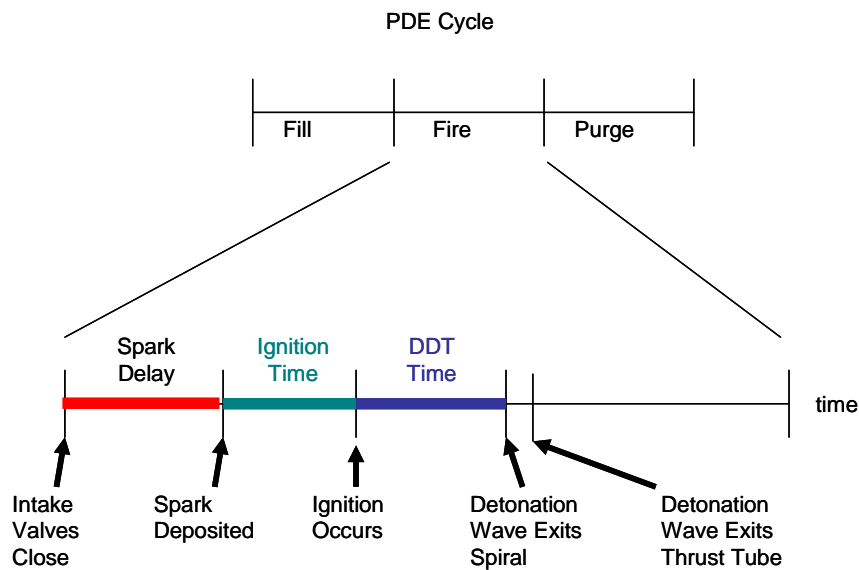 PDE Cycle
Fill
Fire
Purge
Spark
Delay
Ignition
Time
DDT
Time
time
Intake
Valves
Close
Spark
Deposited
Ignition
Occurs
Detonation
Wave Exits
Spiral
Detonation
Wave Exits
Thrust Tube